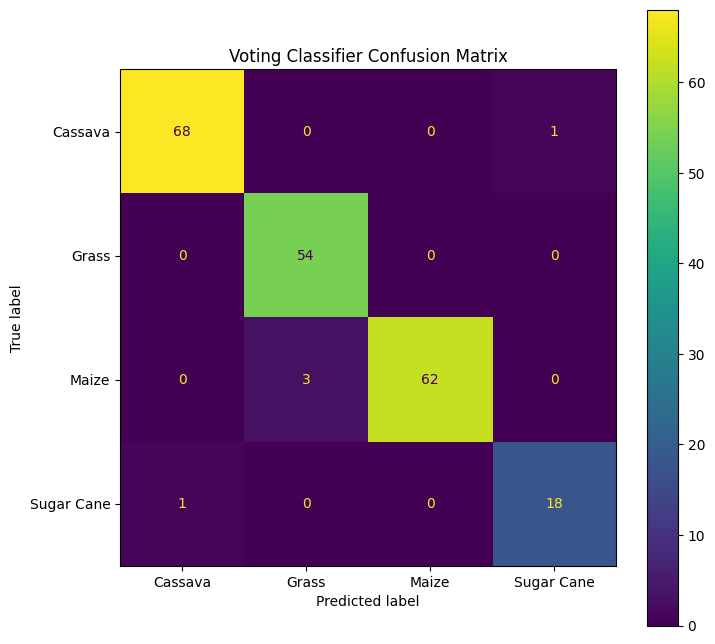 Voting Classifier Confusion Matrix
True label
Cassava 68 0 0 1
Grass 0 54 0 0
Maize 0 3 62 0
Sugar Cane 1 0 0 18
Cassava Grass Maize Sugar Cane
Predicted label
60
50
40
30
20
10
0